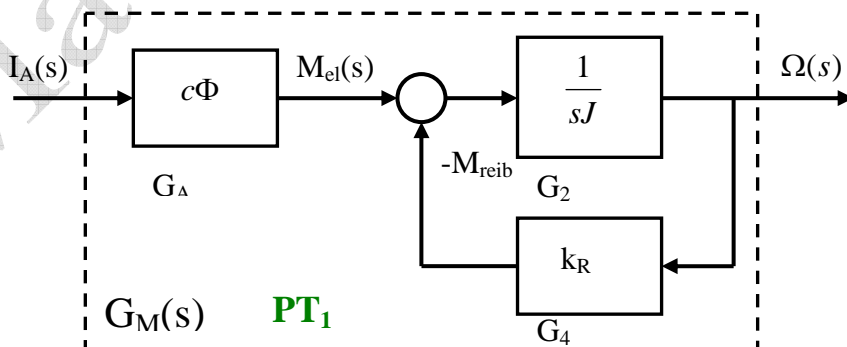 I_A(s)
cΦ
G_A
M_el(s)
-M_reib
1
sJ
G_2
Ω(s)
k_R
G_4
G_M(s)
PT_1